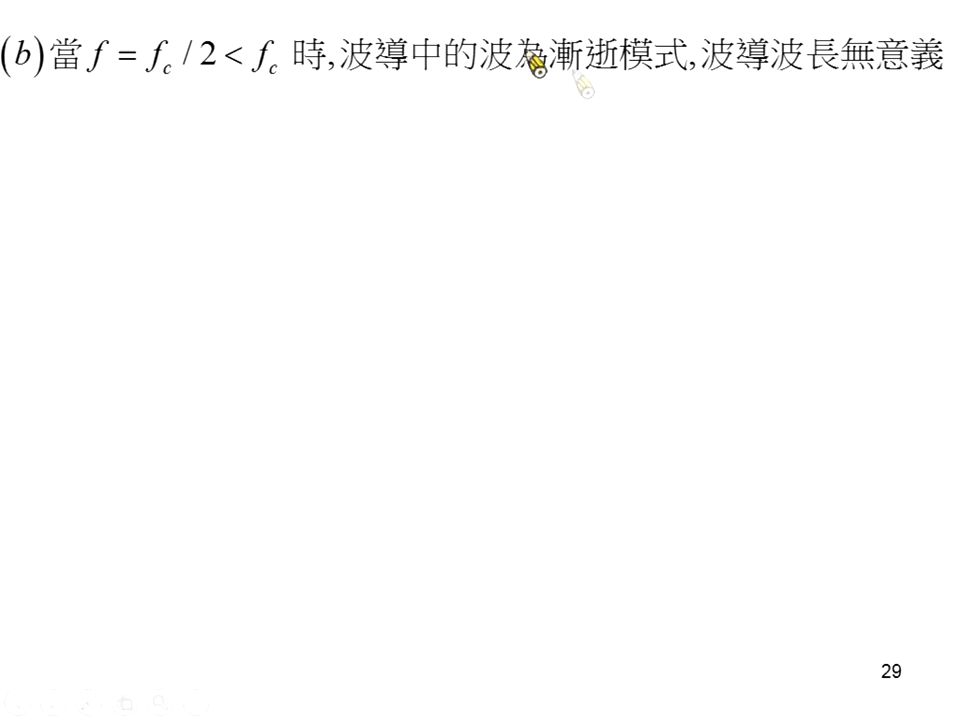 (b)當 f = f_c / 2 < f_c 時,波導中的波為漸逝模式,波導波長無意義
29